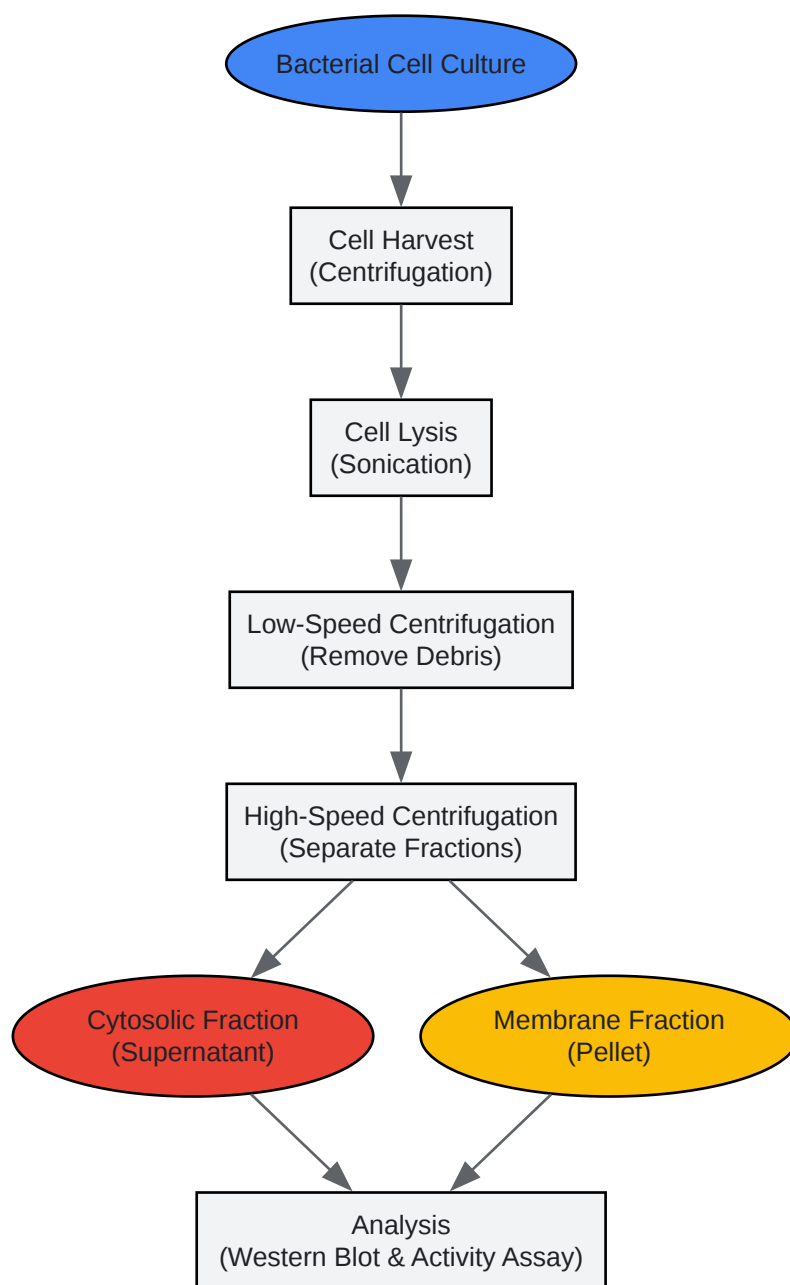 Bacterial Cell Culture
Cell Harvest
(Centrifugation)
Cell Lysis
(Sonication)
Low-Speed Centrifugation
(Remove Debris)
High-Speed Centrifugation
(Separate Fractions)
Cytosolic Fraction
(Supernatant)
Membrane Fraction
(Pellet)
Analysis
(Western Blot & Activity Assay)